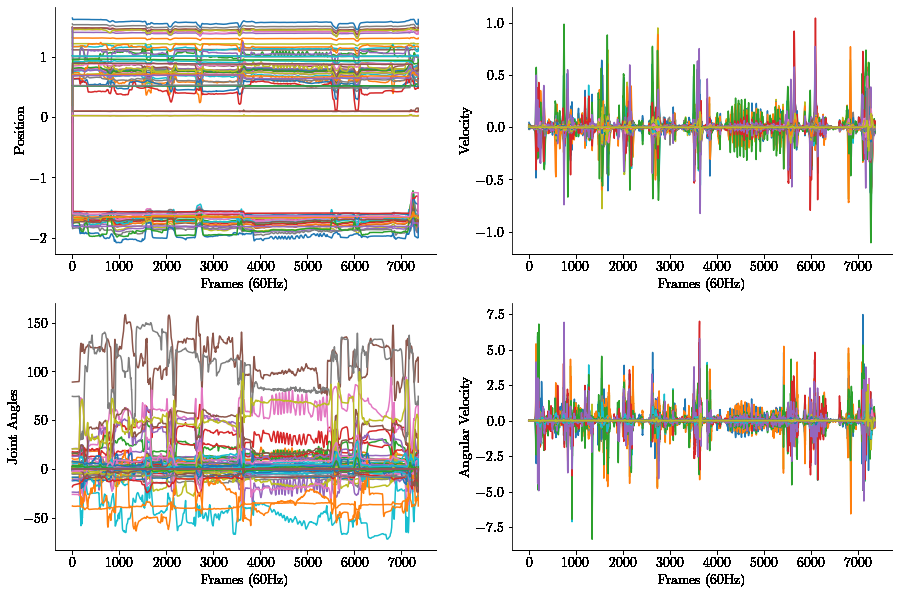 Position
1
0
−1
−2
0 1000 2000 3000 4000 5000 6000 7000
Frames (60Hz)
Velocity
1.0
0.5
0.0
−0.5
−1.0
0 1000 2000 3000 4000 5000 6000 7000
Frames (60Hz)
Joint Angles
150
100
50
0
−50
0 1000 2000 3000 4000 5000 6000 7000
Frames (60Hz)
Angular Velocity
7.5
5.0
2.5
0.0
−2.5
−5.0
−7.5
0 1000 2000 3000 4000 5000 6000 7000
Frames (60Hz)